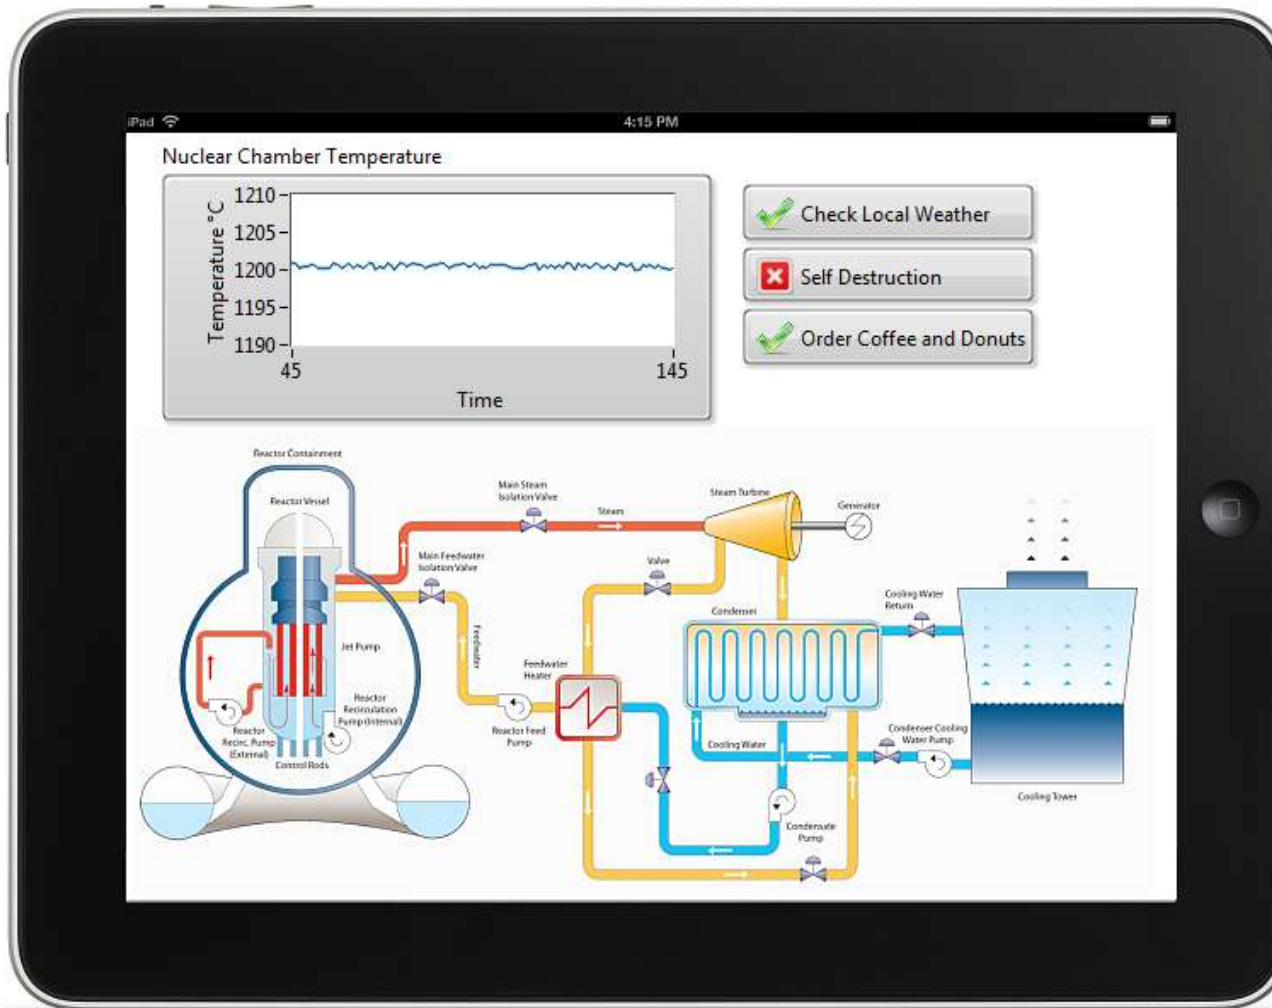 iPad
4:15 PM
Nuclear Chamber Temperature
Temperature °C
1210
1205
1200
1195
1190
45
145
Time
Check Local Weather
Self Destruction
Order Coffee and Donuts
Reactor Containment
Reactor Vessel
Main Steam
Isolation Valve
Steam
Steam Turbine
Generator
Main Feedwater
Isolation Valve
Valve
Cooling Water
Return
Condenser
Feedwater
Jet Pump
Feedwater
Heater
Reactor
Recirculation
Pump (Internal)
Reactor
Recirc. Pump
(External)
Control Rods
Reactor Feed
Pump
Cooling Water
Condenser Cooling
Water Pump
Cooling Tower
Condensate
Pump